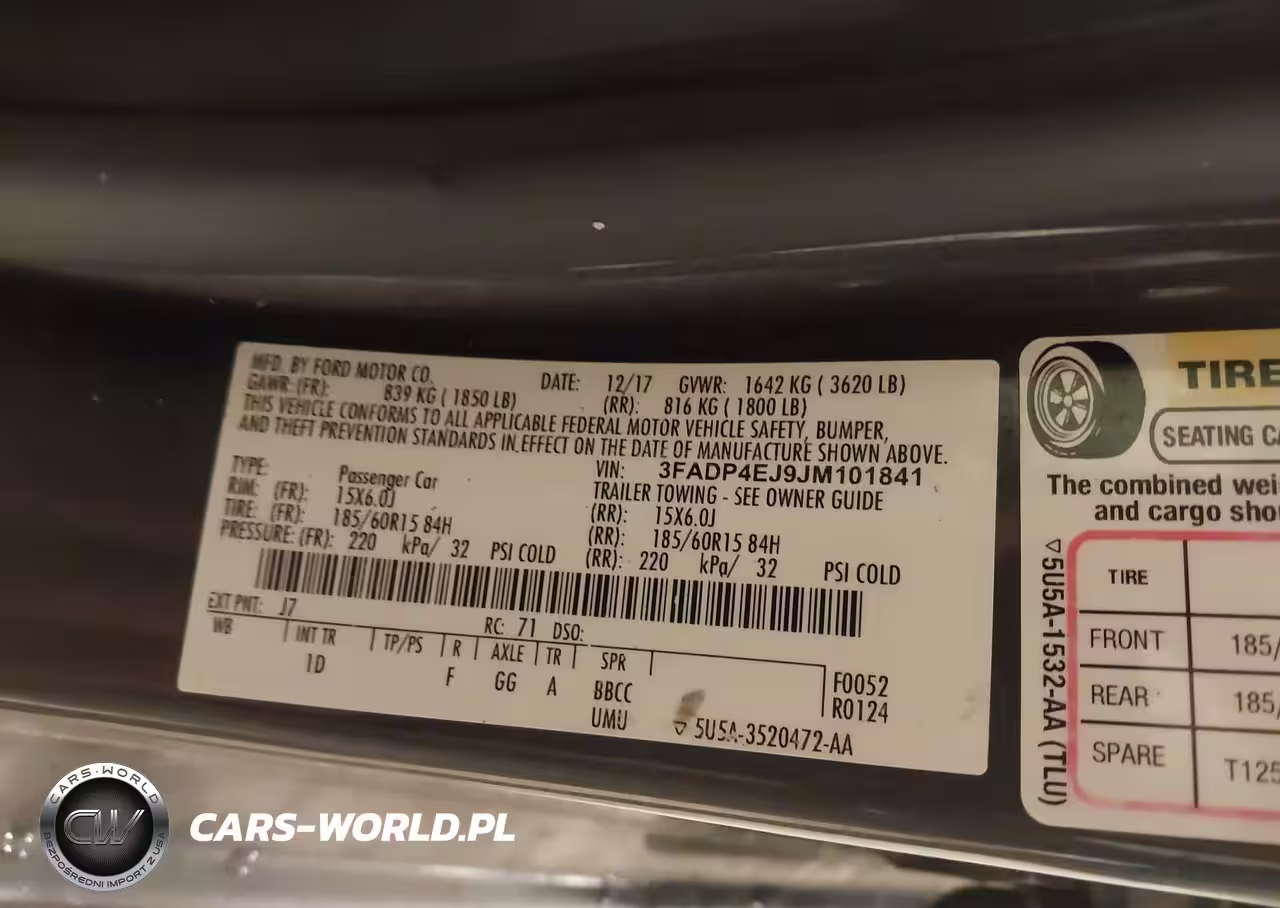 MFD. BY FORD MOTOR CO. DATE: 12/17 GVWR: 1642 KG ( 3620 LB)
GAWR: (FR): 839 KG ( 1850 LB) (RR): 816 KG ( 1800 LB)
THIS VEHICLE CONFORMS TO ALL APPLICABLE FEDERAL MOTOR VEHICLE SAFETY, BUMPER,
AND THEFT PREVENTION STANDARDS IN EFFECT ON THE DATE OF MANUFACTURE SHOWN ABOVE.
VIN: 3FADP4EJ9JM101841
TYPE: Passenger Car TRAILER TOWING - SEE OWNER GUIDE
RIM: (FR): 15X6.0J (RR): 15X6.0J
TIRE: (FR): 185/60R15 84H (RR): 185/60R15 84H
PRESSURE: (FR): 220 kPa/ 32 PSI COLD (RR): 220 kPa/ 32 PSI COLD
EXT PNT: J7 RC: 71 DSO:
WB INT TR TP/PS R AXLE TR SPR
1D F GG A BBCC F0052
UMU R0124
▽ 5U5A-3520472-AA
TIRE
SEATING CA
The combined wei
and cargo shou
TIRE
FRONT 185/
REAR 185/
SPARE T125
▽5U5A-1532-AA (TLU)
CARS-WORLD
CW
BEZPOŚREDNI IMPORT Z USA
CARS-WORLD.PL